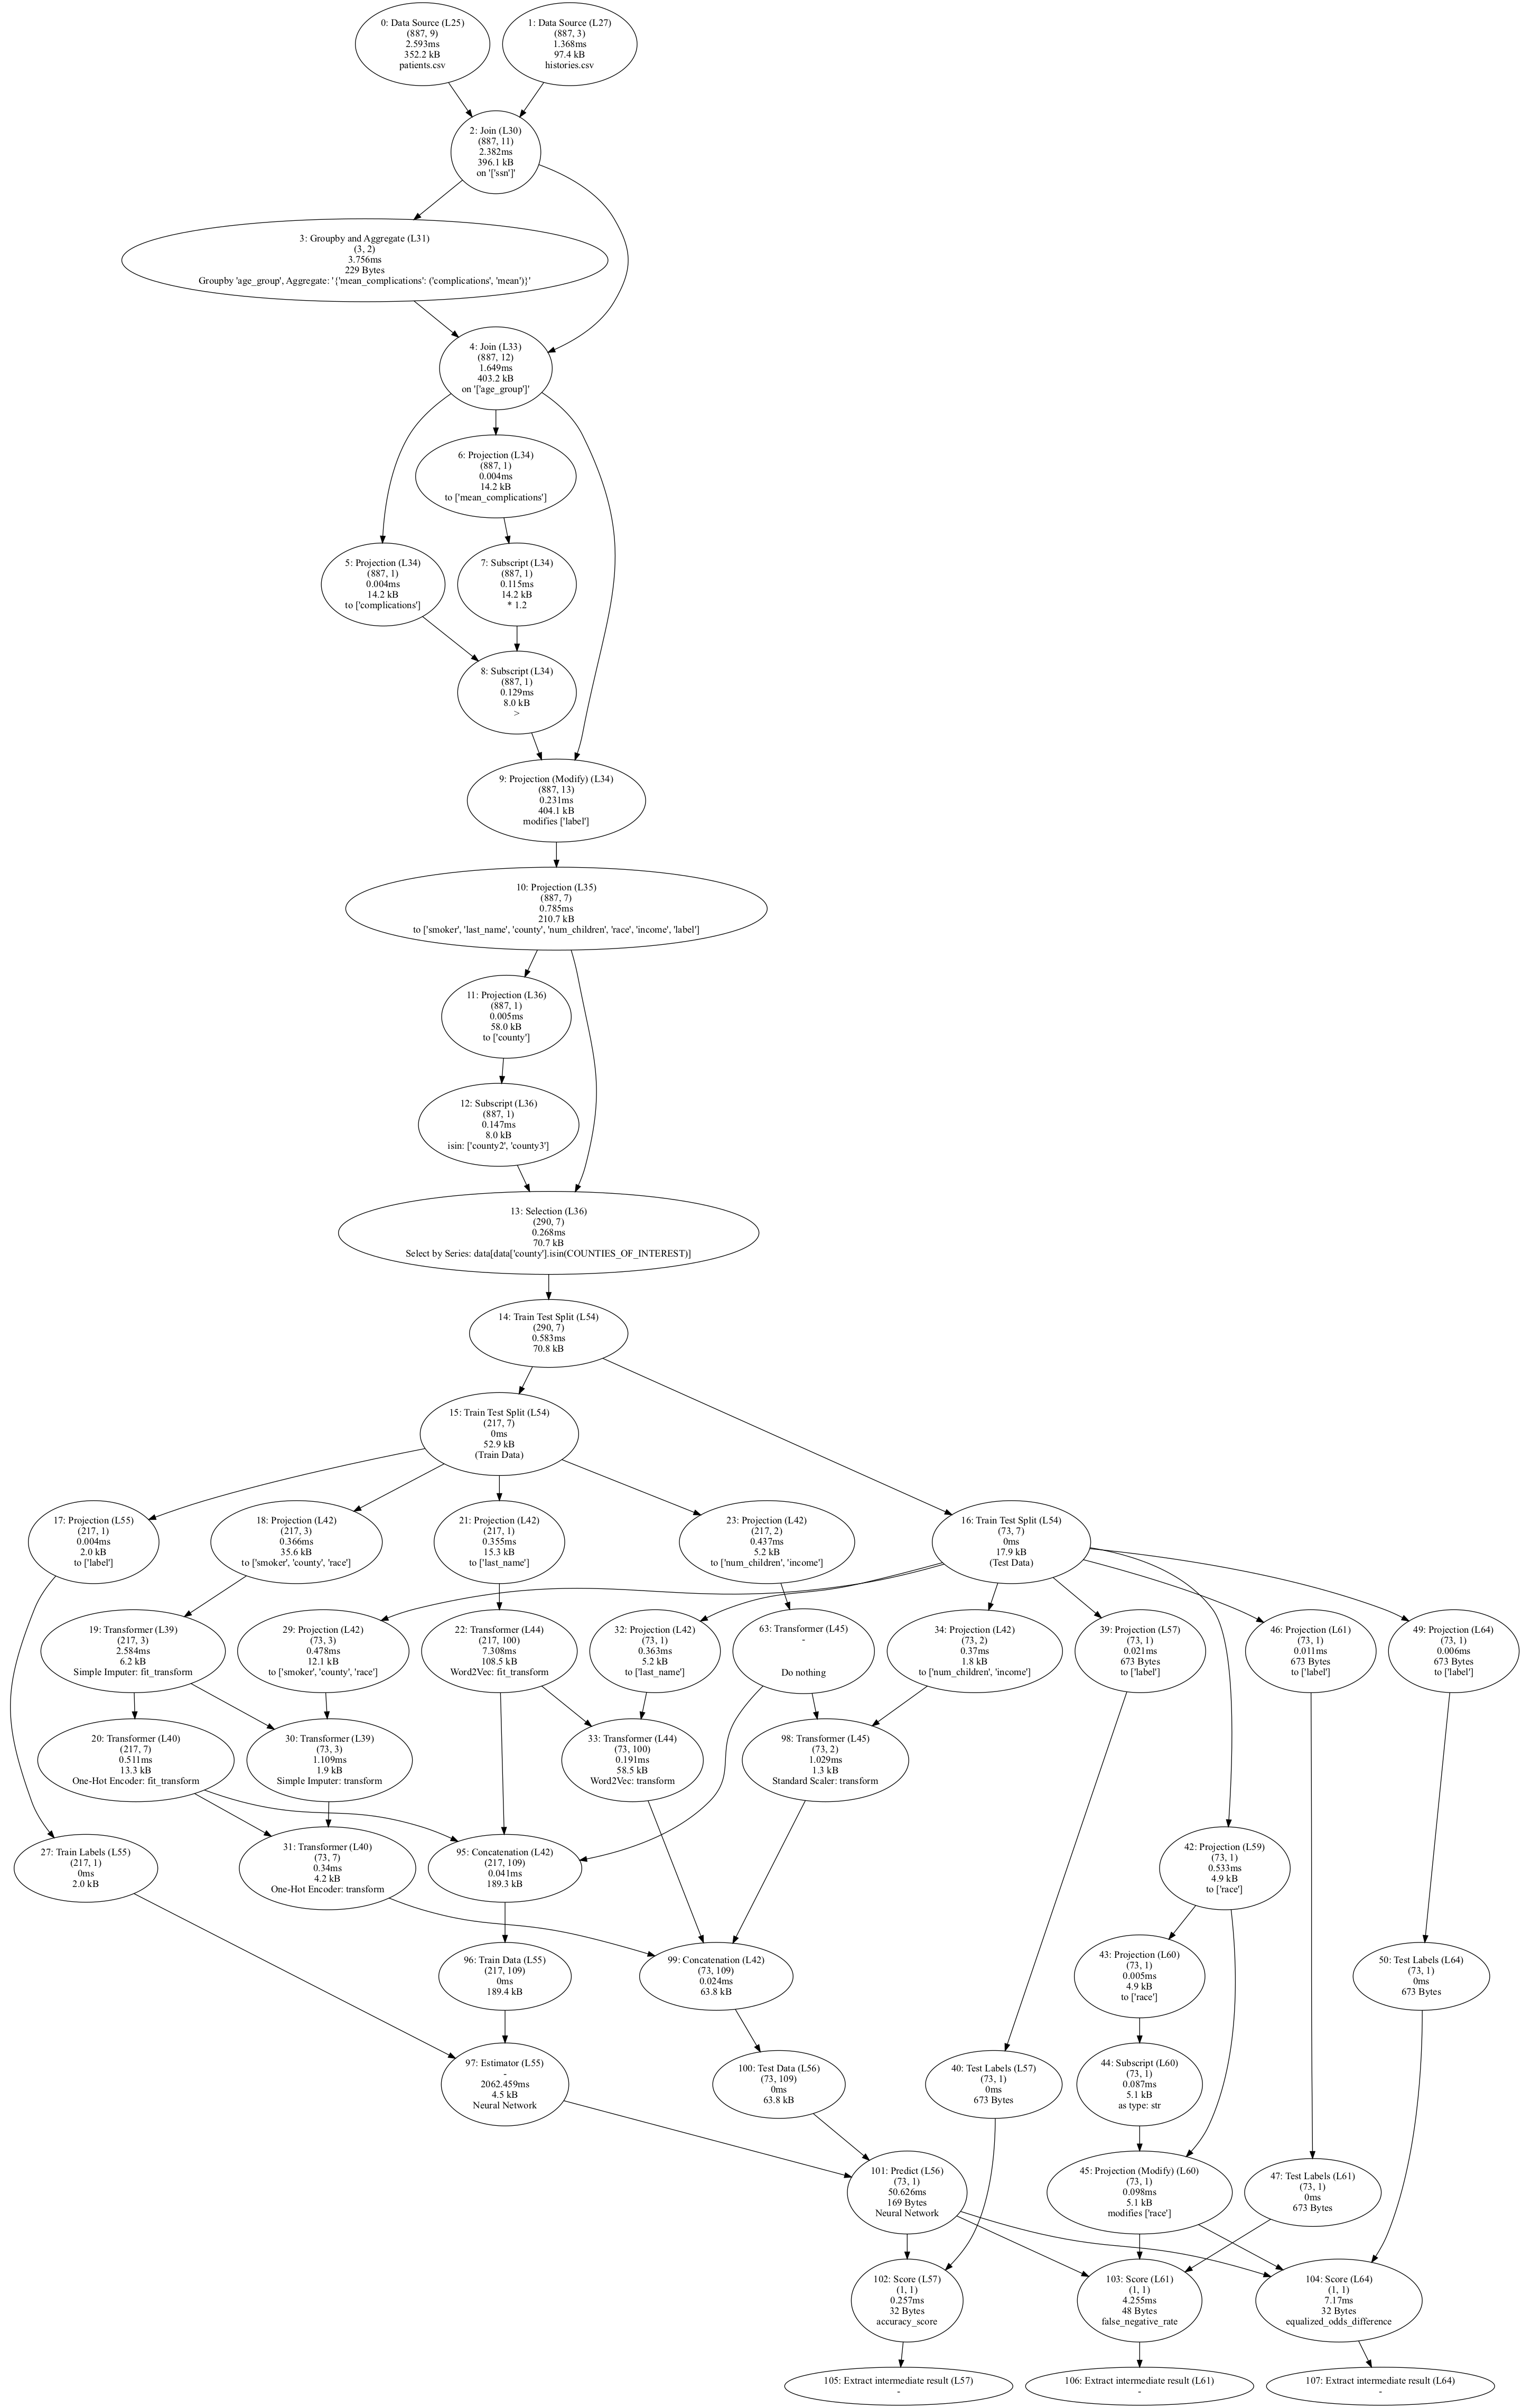 0: Data Source (L25)
(887, 9)
2.593ms
352.2 kB
patients.csv
1: Data Source (L27)
(887, 3)
1.368ms
97.4 kB
histories.csv
2: Join (L30)
(887, 11)
2.382ms
396.1 kB
on '['ssn']'
3: Groupby and Aggregate (L31)
(3, 2)
3.756ms
229 Bytes
Groupby 'age_group', Aggregate: '{'mean_complications': ('complications', 'mean')}'
4: Join (L33)
(887, 12)
1.649ms
403.2 kB
on '['age_group']'
6: Projection (L34)
(887, 1)
0.004ms
14.2 kB
to ['mean_complications']
5: Projection (L34)
(887, 1)
0.004ms
14.2 kB
to ['complications']
7: Subscript (L34)
(887, 1)
0.115ms
14.2 kB
* 1.2
8: Subscript (L34)
(887, 1)
0.129ms
8.0 kB
>
9: Projection (Modify) (L34)
(887, 13)
0.231ms
404.1 kB
modifies ['label']
10: Projection (L35)
(887, 7)
0.785ms
210.7 kB
to ['smoker', 'last_name', 'county', 'num_children', 'race', 'income', 'label']
11: Projection (L36)
(887, 1)
0.005ms
58.0 kB
to ['county']
12: Subscript (L36)
(887, 1)
0.147ms
8.0 kB
isin: ['county2', 'county3']
13: Selection (L36)
(290, 7)
0.268ms
70.7 kB
Select by Series: data[data['county'].isin(COUNTIES_OF_INTEREST)]
14: Train Test Split (L54)
(290, 7)
0.583ms
70.8 kB
15: Train Test Split (L54)
(217, 7)
0ms
52.9 kB
(Train Data)
17: Projection (L55)
(217, 1)
0.004ms
2.0 kB
to ['label']
18: Projection (L42)
(217, 3)
0.366ms
35.6 kB
to ['smoker', 'county', 'race']
21: Projection (L42)
(217, 1)
0.355ms
15.3 kB
to ['last_name']
23: Projection (L42)
(217, 2)
0.437ms
5.2 kB
to ['num_children', 'income']
16: Train Test Split (L54)
(73, 7)
0ms
17.9 kB
(Test Data)
19: Transformer (L39)
(217, 3)
2.584ms
6.2 kB
Simple Imputer: fit_transform
29: Projection (L42)
(73, 3)
0.478ms
12.1 kB
to ['smoker', 'county', 'race']
22: Transformer (L44)
(217, 100)
7.308ms
108.5 kB
Word2Vec: fit_transform
32: Projection (L42)
(73, 1)
0.363ms
5.2 kB
to ['last_name']
63: Transformer (L45)
-
Do nothing
34: Projection (L42)
(73, 2)
0.37ms
1.8 kB
to ['num_children', 'income']
39: Projection (L57)
(73, 1)
0.021ms
673 Bytes
to ['label']
46: Projection (L61)
(73, 1)
0.011ms
673 Bytes
to ['label']
49: Projection (L64)
(73, 1)
0.006ms
673 Bytes
to ['label']
20: Transformer (L40)
(217, 7)
0.511ms
13.3 kB
One-Hot Encoder: fit_transform
30: Transformer (L39)
(73, 3)
1.109ms
1.9 kB
Simple Imputer: transform
33: Transformer (L44)
(73, 100)
0.191ms
58.5 kB
Word2Vec: transform
98: Transformer (L45)
(73, 2)
1.029ms
1.3 kB
Standard Scaler: transform
27: Train Labels (L55)
(217, 1)
0ms
2.0 kB
31: Transformer (L40)
(73, 7)
0.34ms
4.2 kB
One-Hot Encoder: transform
95: Concatenation (L42)
(217, 109)
0.041ms
189.3 kB
42: Projection (L59)
(73, 1)
0.533ms
4.9 kB
to ['race']
96: Train Data (L55)
(217, 109)
0ms
189.4 kB
99: Concatenation (L42)
(73, 109)
0.024ms
63.8 kB
43: Projection (L60)
(73, 1)
0.005ms
4.9 kB
to ['race']
50: Test Labels (L64)
(73, 1)
0ms
673 Bytes
97: Estimator (L55)
-
2062.459ms
4.5 kB
Neural Network
100: Test Data (L56)
(73, 109)
0ms
63.8 kB
40: Test Labels (L57)
(73, 1)
0ms
673 Bytes
44: Subscript (L60)
(73, 1)
0.087ms
5.1 kB
as type: str
101: Predict (L56)
(73, 1)
50.626ms
169 Bytes
Neural Network
45: Projection (Modify) (L60)
(73, 1)
0.098ms
5.1 kB
modifies ['race']
47: Test Labels (L61)
(73, 1)
0ms
673 Bytes
102: Score (L57)
(1, 1)
0.257ms
32 Bytes
accuracy_score
103: Score (L61)
(1, 1)
4.255ms
48 Bytes
false_negative_rate
104: Score (L64)
(1, 1)
7.17ms
32 Bytes
equalized_odds_difference
105: Extract intermediate result (L57)
-
106: Extract intermediate result (L61)
-
107: Extract intermediate result (L64)
-